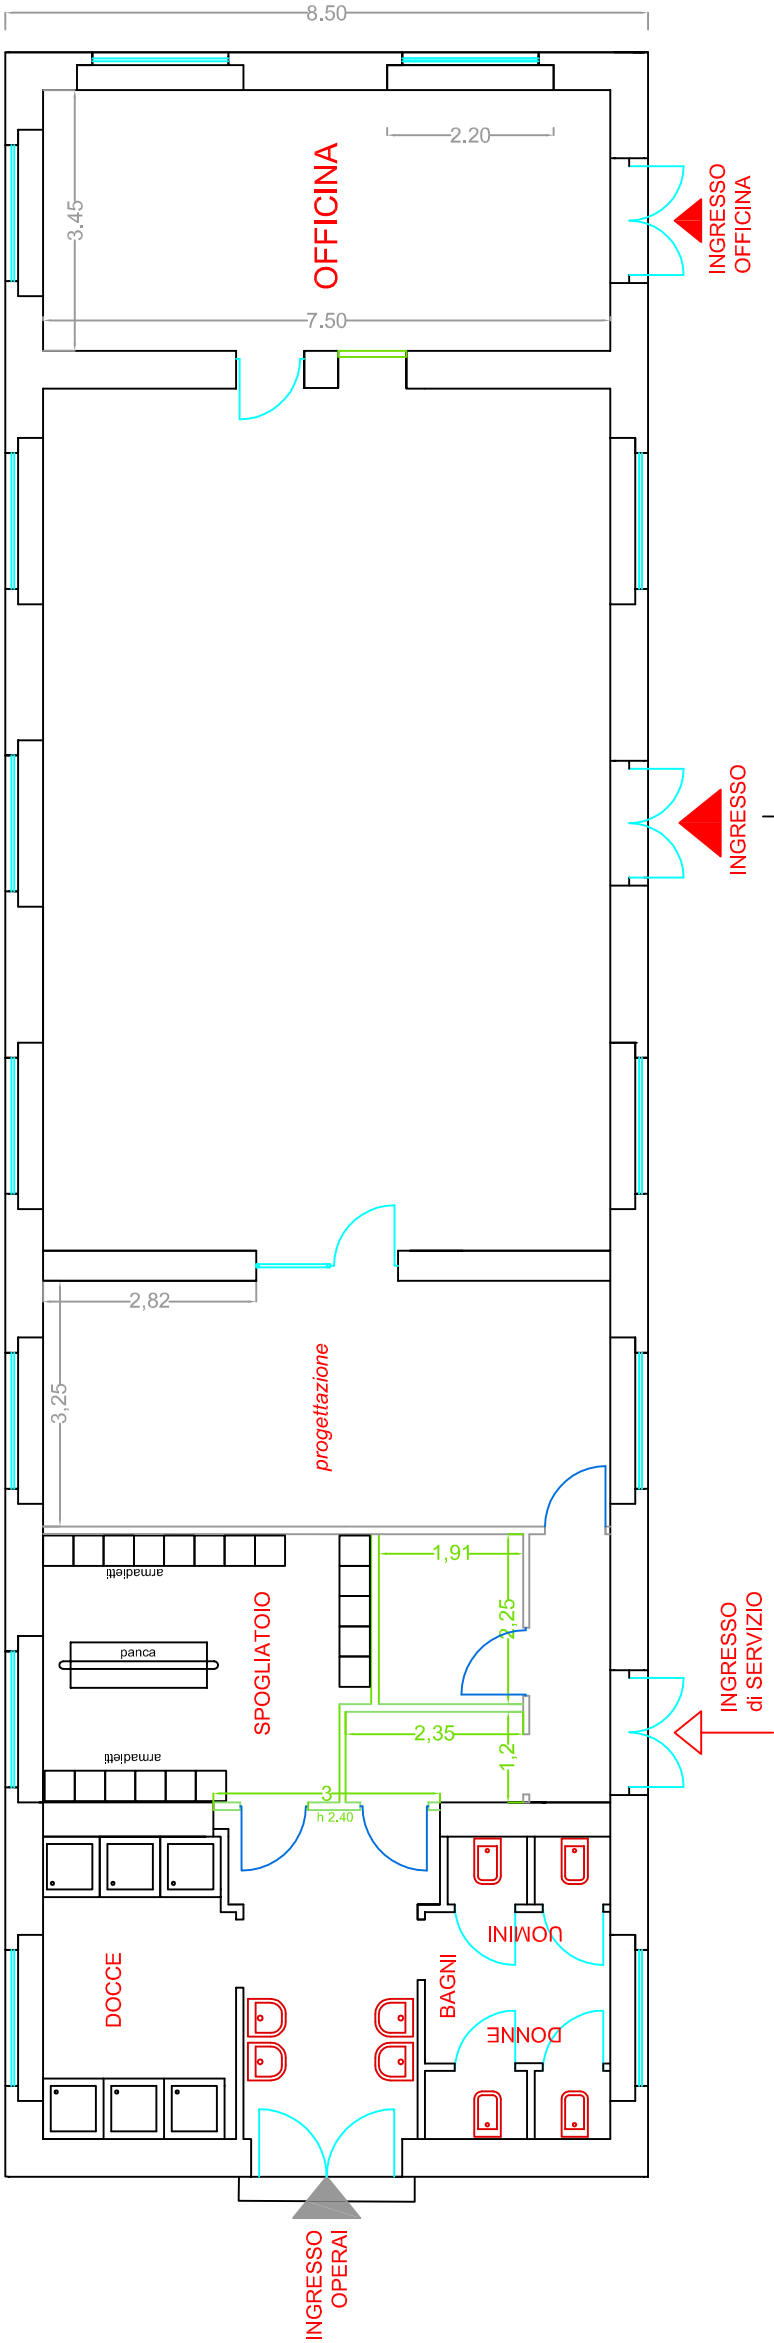 8.50
2.20
3.45
OFFICINA
INGRESSO
OFFICINA
7.50
INGRESSO
2,82
3,25
progettazione
1,91
2,25
armadietti
panca
SPOGLIATOIO
INGRESSO
di SERVIZIO
2,35
1,2
armadietti
3
h 2.40
DOCCE
BAGNI
UOMINI
DONNE
INGRESSO
OPERAI